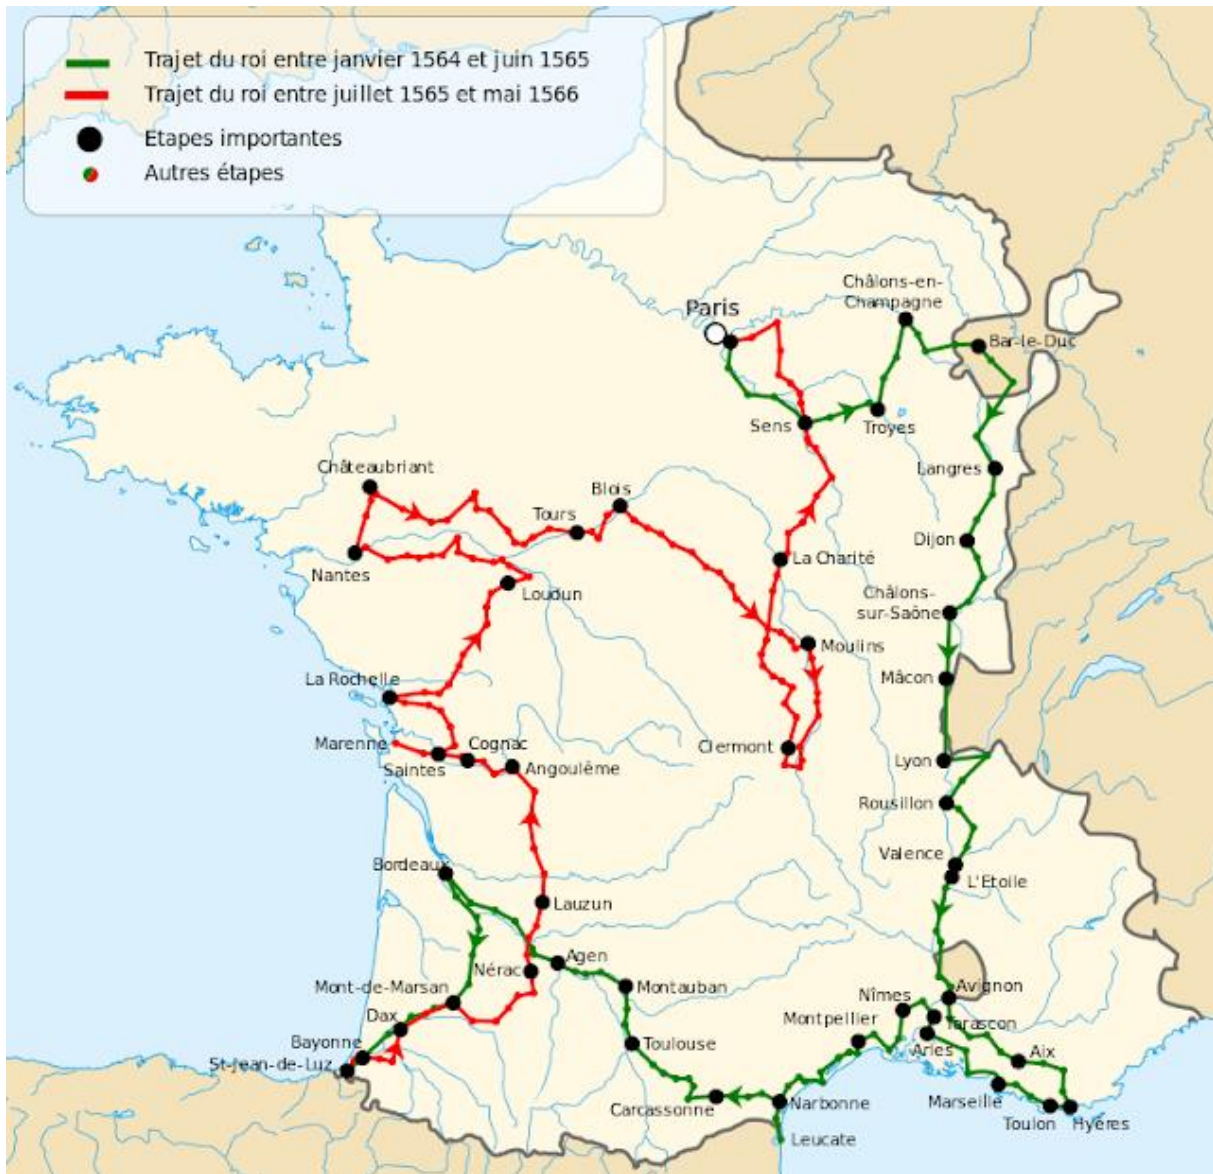 Trajet du roi entre janvier 1564 et juin 1565
Trajet du roi entre juillet 1565 et mai 1566
Etapes importantes
Autres étapes
Châlons-en-
Champagne
Paris
Bar-le-Duc
Sens
Troyes
Langres
Châteaubriant
Blois
Tours
Dijon
Nantes
La Charité
Loudun
Châlons-
sur-Saône
Moulins
La Rochelle
Mâcon
Marenne
Cognac
Clermont
Saintes
Angoulême
Lyon
Rousillon
Bordeaux
Valence
L'Etoile
Lauzun
Agen
Nérac
Mont-de-Marsan
Montauban
Avignon
Nîmes
Dax
Montpellier
Tarascon
Bayonne
Toulouse
Arles
Aix
St-Jean-de-Luz
Carcassonne
Narbonne
Marseille
Toulon
Hyères
Leucate